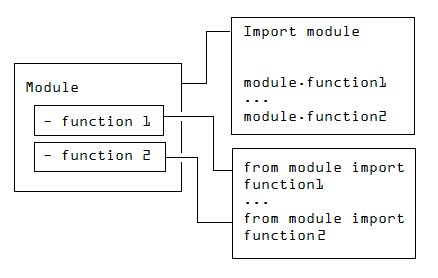 Module
- function 1
- function 2
Import module
module.function1
...
module.function2
from module import
function1
...
from module import
function2